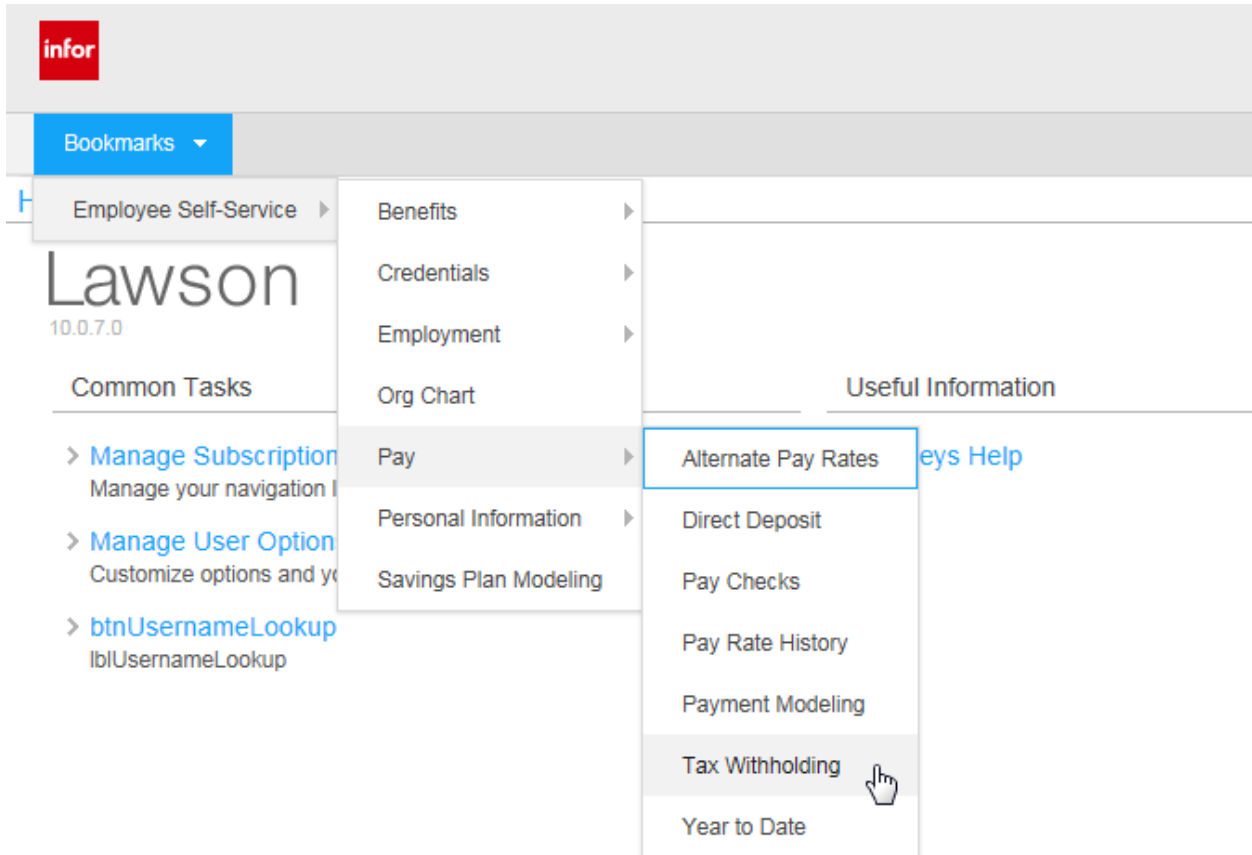 infor
Bookmarks
H
Employee Self-Service
Benefits
Credentials
Employment
Org Chart
Pay
Personal Information
Savings Plan Modeling
Alternate Pay Rates
Direct Deposit
Pay Checks
Pay Rate History
Payment Modeling
Tax Withholding
Year to Date
Lawson
10.0.7.0
Common Tasks
Manage Subscription
Manage your navigation l
Manage User Option
Customize options and yo
btnUsernameLookup
lblUsernameLookup
Useful Information
eys Help